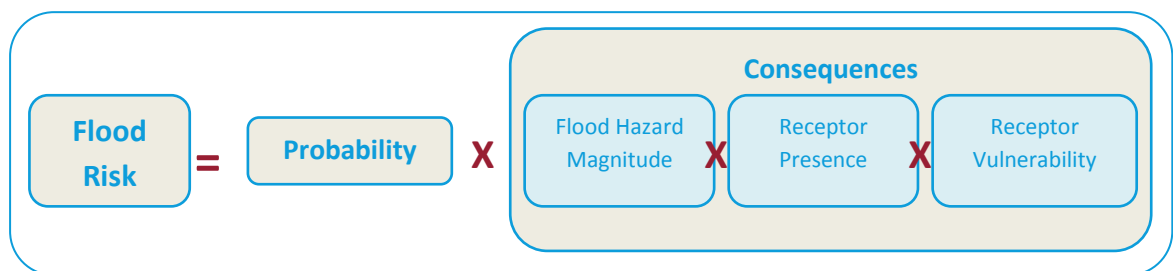 Consequences
Flood
Risk
=
Probability
X
Flood Hazard
Magnitude
X
Receptor
Presence
X
Receptor
Vulnerability